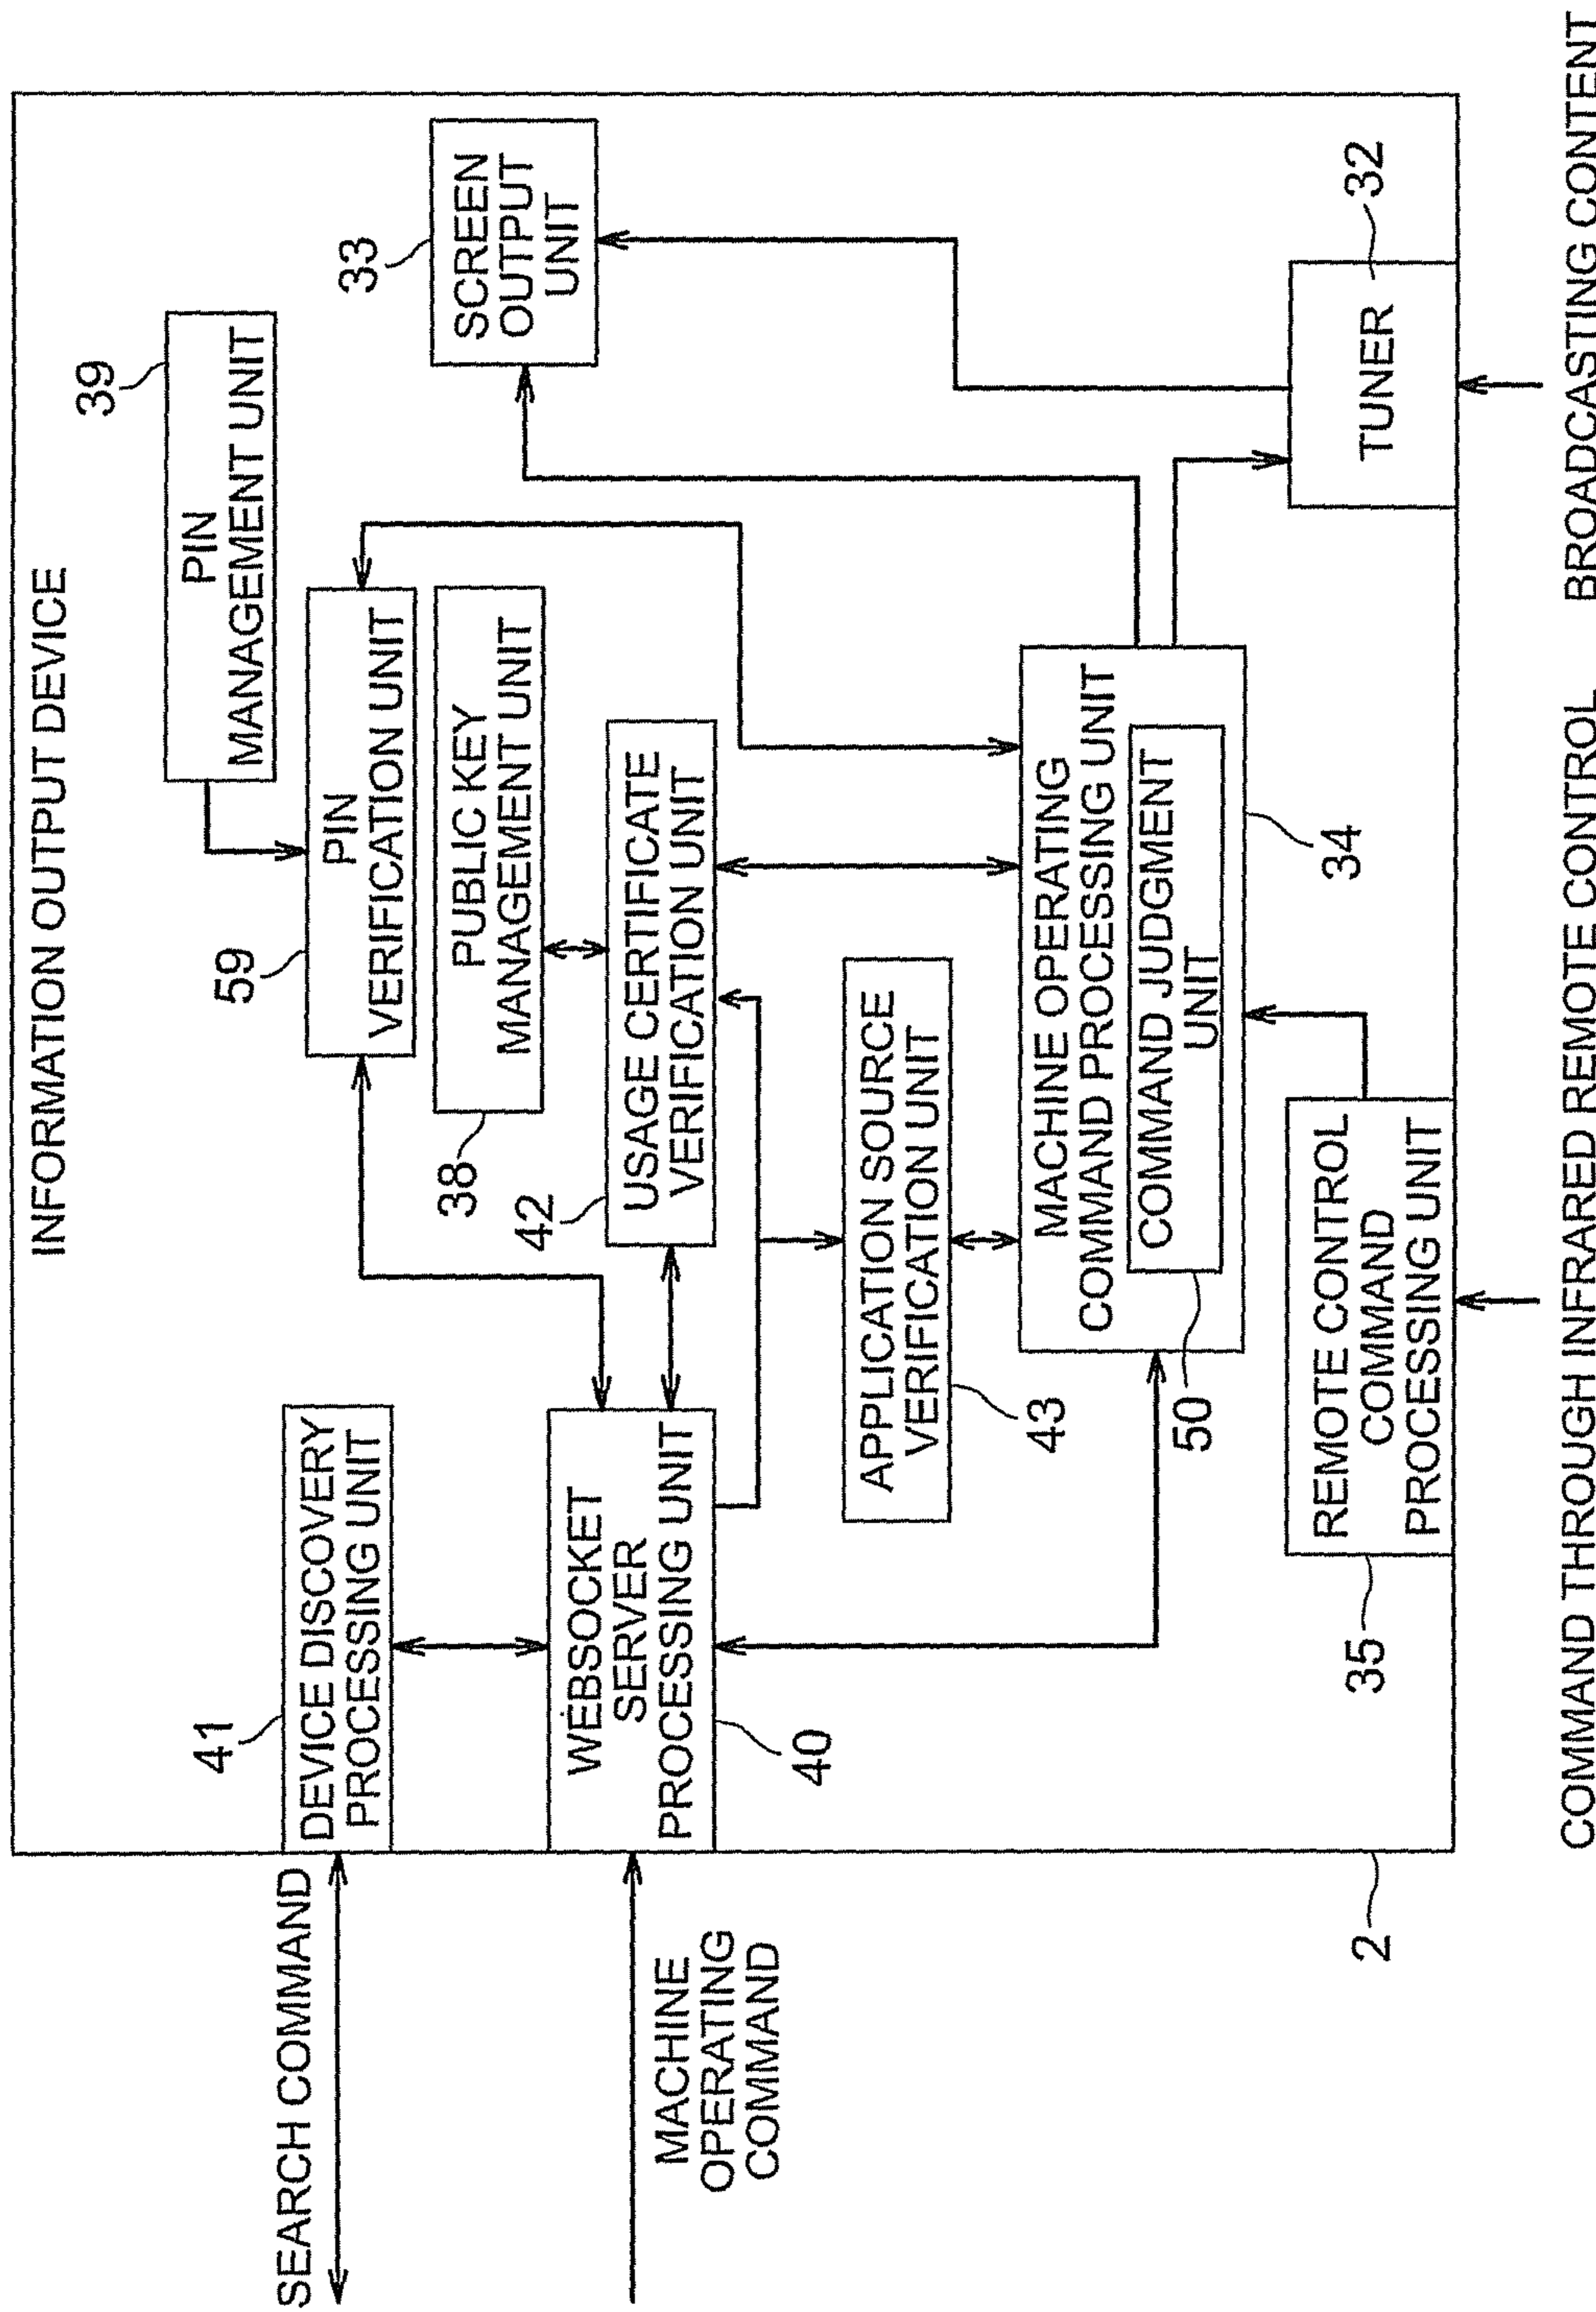 INFORMATION OUTPUT DEVICE
39
PIN
MANAGEMENT UNIT
59
PIN
VERIFICATION UNIT
33
SCREEN
OUTPUT
UNIT
41
DEVICE DISCOVERY
PROCESSING UNIT
SEARCH COMMAND
38
PUBLIC KEY
MANAGEMENT UNIT
42
USAGE CERTIFICATE
VERIFICATION UNIT
WEBSOCKET
SERVER
PROCESSING UNIT
40
MACHINE
OPERATING
COMMAND
APPLICATION SOURCE
VERIFICATION UNIT
43
MACHINE OPERATING
COMMAND PROCESSING UNIT
COMMAND JUDGMENT
UNIT
50
34
TUNER
32
REMOTE CONTROL
COMMAND
PROCESSING UNIT
35
2
COMMAND THROUGH INFRARED REMOTE CONTROL
BROADCASTING CONTENT